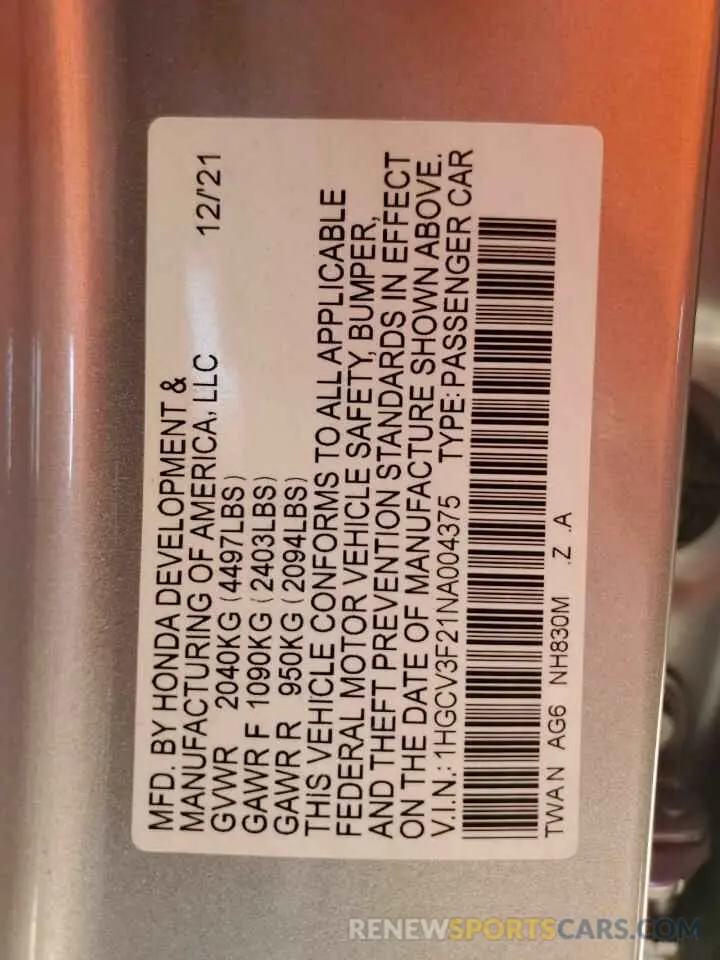 MFD. BY HONDA DEVELOPMENT &
MANUFACTURING OF AMERICA, LLC 12/'21
GVWR 2040KG (4497LBS)
GAWR F 1090KG (2403LBS)
GAWR R 950KG (2094LBS)
THIS VEHICLE CONFORMS TO ALL APPLICABLE
FEDERAL MOTOR VEHICLE SAFETY, BUMPER,
AND THEFT PREVENTION STANDARDS IN EFFECT
ON THE DATE OF MANUFACTURE SHOWN ABOVE.
V.I.N.: 1HGCV3F21NA004375 TYPE: PASSENGER CAR
TWAN AG6 NH830M .Z .A
RENEWSPORTSCARS.COM